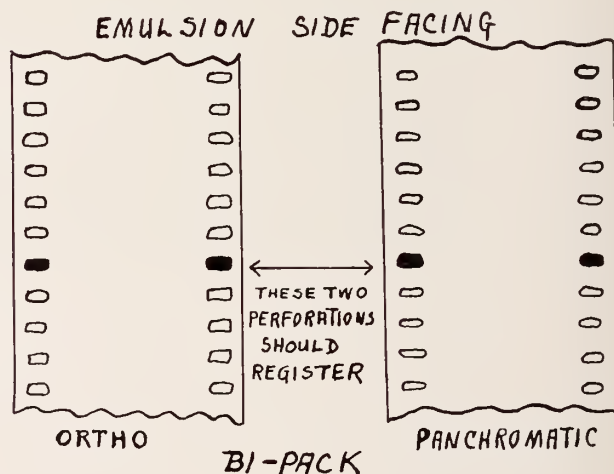 EMULSION SIDE FACING
THESE TWO
PERFORATIONS
SHOULD
REGISTER
ORTHO
PANCHROMATIC
BI-PACK